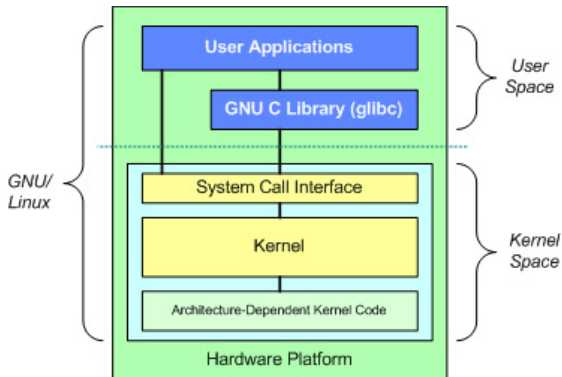 User Applications
GNU C Library (glibc)
User
Space
GNU/
Linux
System Call Interface
Kernel
Architecture-Dependent Kernel Code
Kernel
Space
Hardware Platform